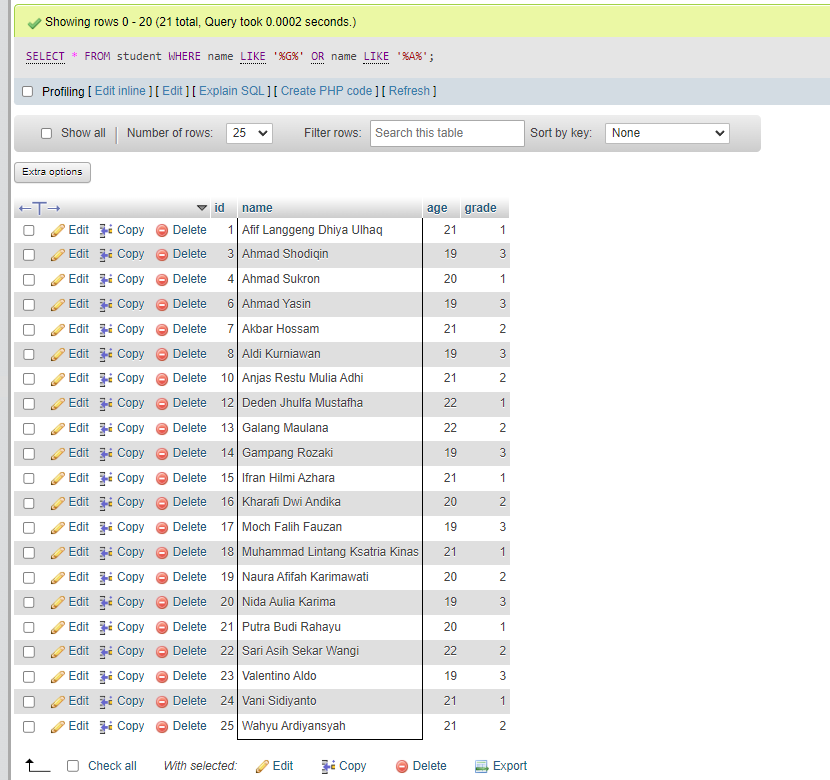 Showing rows 0 - 20 (21 total, Query took 0.0002 seconds.)
SELECT * FROM student WHERE name LIKE '%G%' OR name LIKE '%A%';
Profiling [ Edit inline ] [ Edit ] [ Explain SQL ] [ Create PHP code ] [ Refresh ]
Show all | Number of rows: 25 Filter rows: Search this table Sort by key: None
Extra options
←T→ id name age grade
Edit Copy Delete 1 Afif Langgeng Dhiya Ulhaq 21 1
Edit Copy Delete 3 Ahmad Shodiqin 19 3
Edit Copy Delete 4 Ahmad Sukron 20 1
Edit Copy Delete 6 Ahmad Yasin 19 3
Edit Copy Delete 7 Akbar Hossam 21 2
Edit Copy Delete 8 Aldi Kurniawan 19 3
Edit Copy Delete 10 Anjas Restu Mulia Adhi 21 2
Edit Copy Delete 12 Deden Jhulfa Mustafha 22 1
Edit Copy Delete 13 Galang Maulana 22 2
Edit Copy Delete 14 Gampang Rozaki 19 3
Edit Copy Delete 15 Ifran Hilmi Azhara 21 1
Edit Copy Delete 16 Kharafi Dwi Andika 20 2
Edit Copy Delete 17 Moch Falih Fauzan 19 3
Edit Copy Delete 18 Muhammad Lintang Ksatria Kinas 21 1
Edit Copy Delete 19 Naura Afifah Karimawati 20 2
Edit Copy Delete 20 Nida Aulia Karima 19 3
Edit Copy Delete 21 Putra Budi Rahayu 20 1
Edit Copy Delete 22 Sari Asih Sekar Wangi 22 2
Edit Copy Delete 23 Valentino Aldo 19 3
Edit Copy Delete 24 Vani Sidiyanto 21 1
Edit Copy Delete 25 Wahyu Ardiyansyah 21 2
Check all With selected: Edit Copy Delete Export